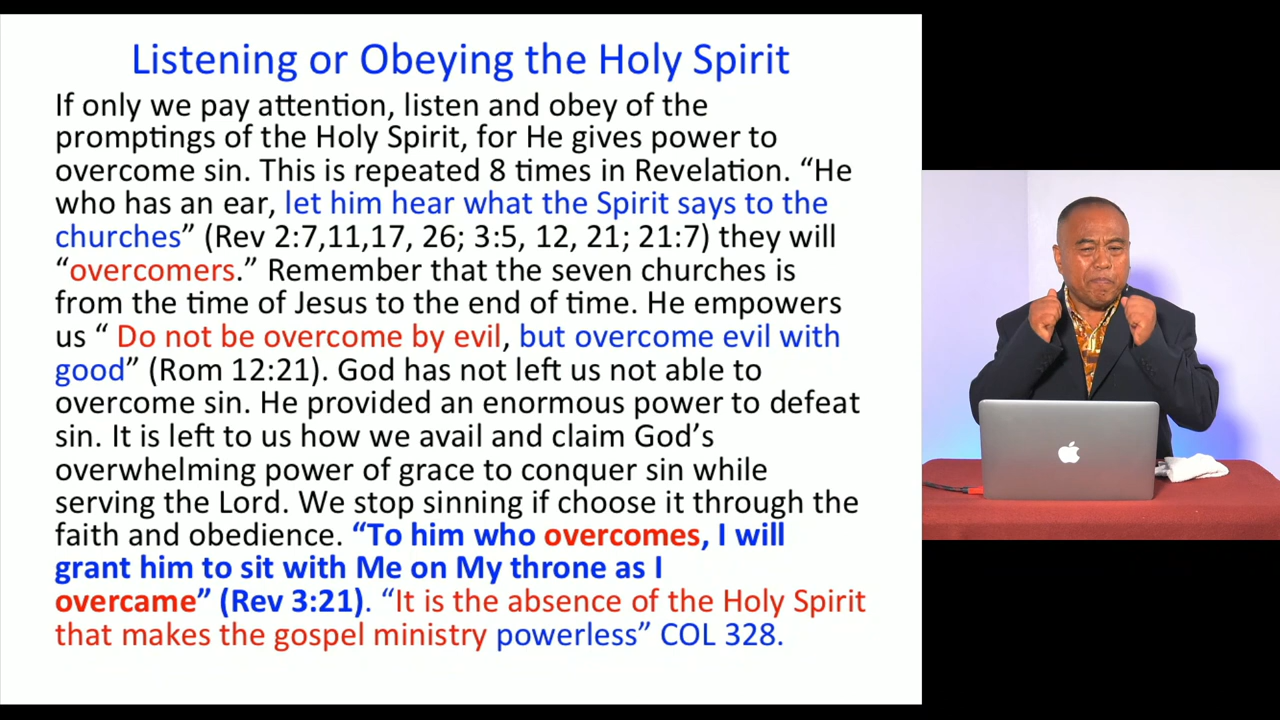 Listening or Obeying the Holy Spirit
If only we pay attention, listen and obey of the
promptings of the Holy Spirit, for He gives power to
overcome sin. This is repeated 8 times in Revelation. “He
who has an ear, let him hear what the Spirit says to the
churches” (Rev 2:7,11,17, 26; 3:5, 12, 21; 21:7) they will
“overcomers.” Remember that the seven churches is
from the time of Jesus to the end of time. He empowers
us “ Do not be overcome by evil, but overcome evil with
good” (Rom 12:21). God has not left us not able to
overcome sin. He provided an enormous power to defeat
sin. It is left to us how we avail and claim God’s
overwhelming power of grace to conquer sin while
serving the Lord. We stop sinning if choose it through the
faith and obedience. “To him who overcomes, I will
grant him to sit with Me on My throne as I
overcame” (Rev 3:21). “It is the absence of the Holy Spirit
that makes the gospel ministry powerless” COL 328.